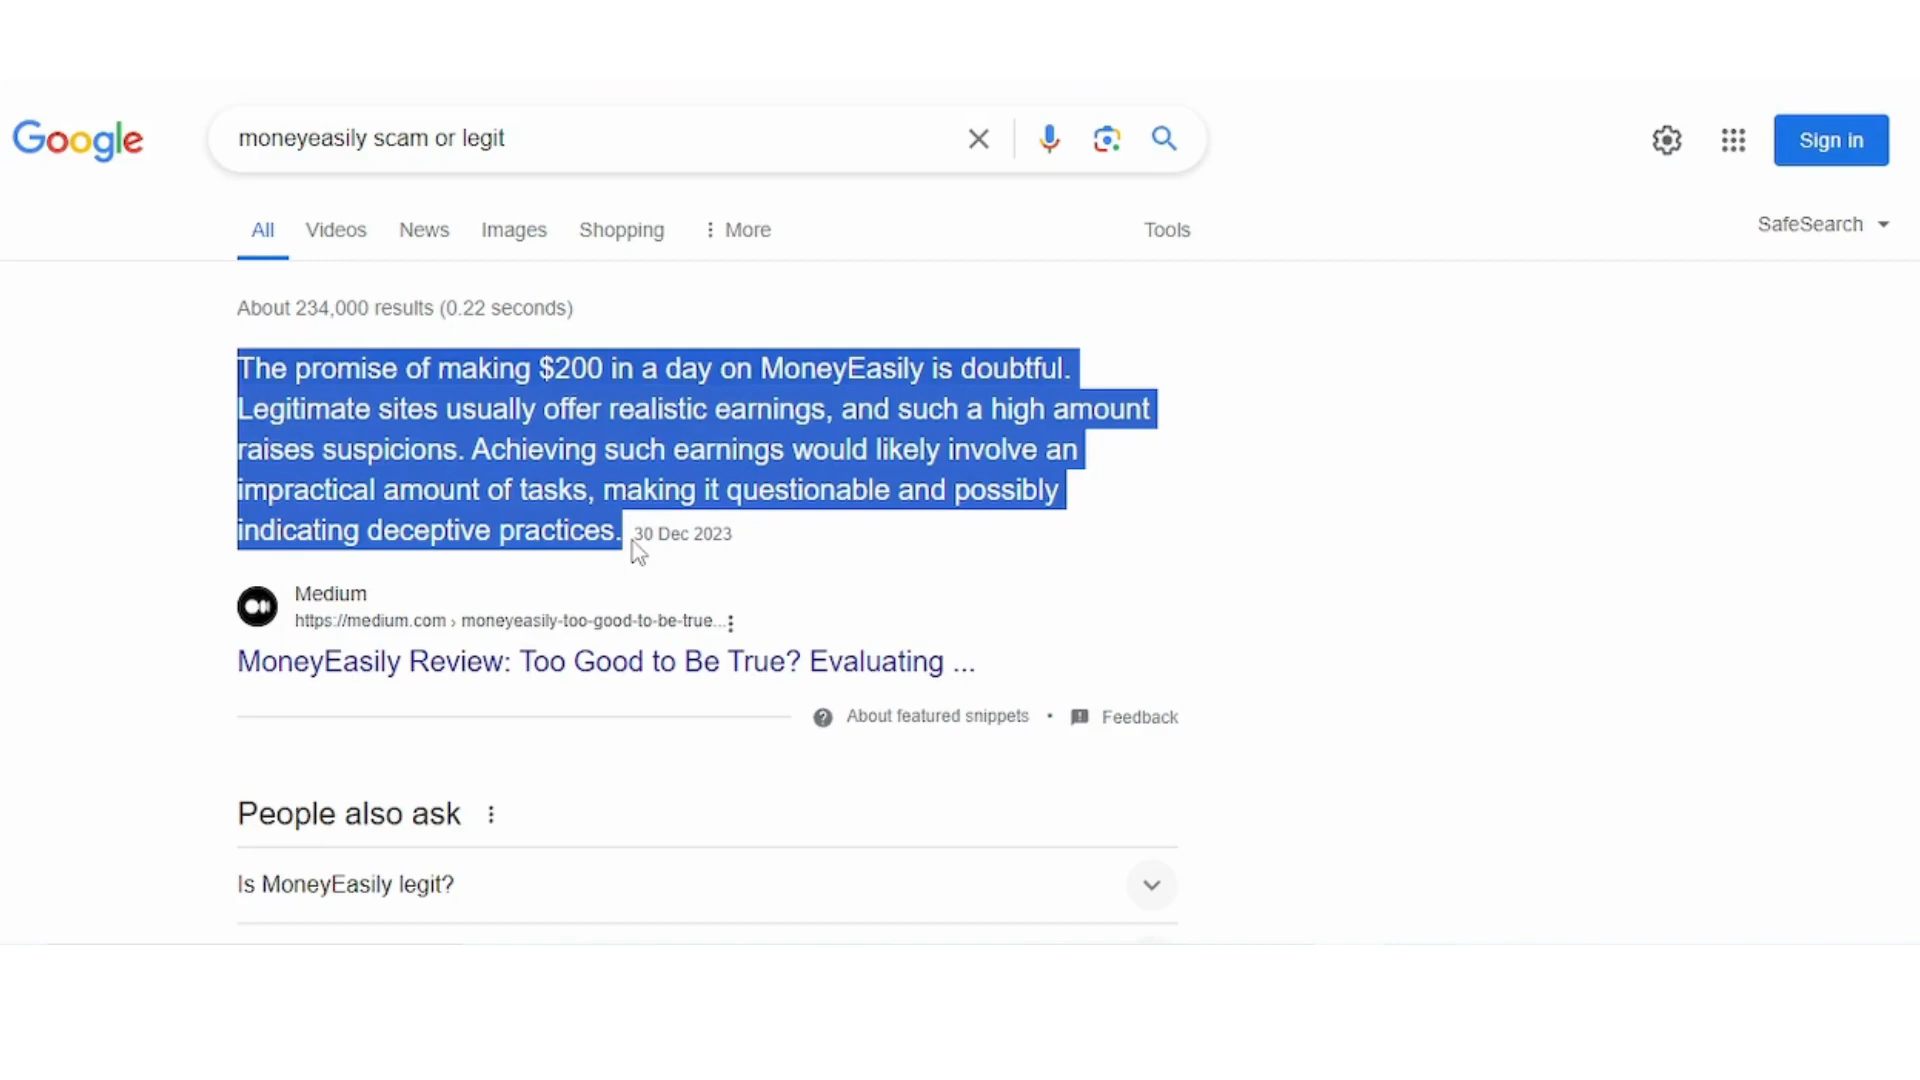 Google
moneyeasily scam or legit
Sign in
All Videos News Images Shopping More Tools
SafeSearch
About 234,000 results (0.22 seconds)
The promise of making $200 in a day on MoneyEasily is doubtful.
Legitimate sites usually offer realistic earnings, and such a high amount
raises suspicions. Achieving such earnings would likely involve an
impractical amount of tasks, making it questionable and possibly
indicating deceptive practices. 30 Dec 2023
Medium
https://medium.com › moneyeasily-too-good-to-be-true...
MoneyEasily Review: Too Good to Be True? Evaluating ...
About featured snippets • Feedback
People also ask
Is MoneyEasily legit?